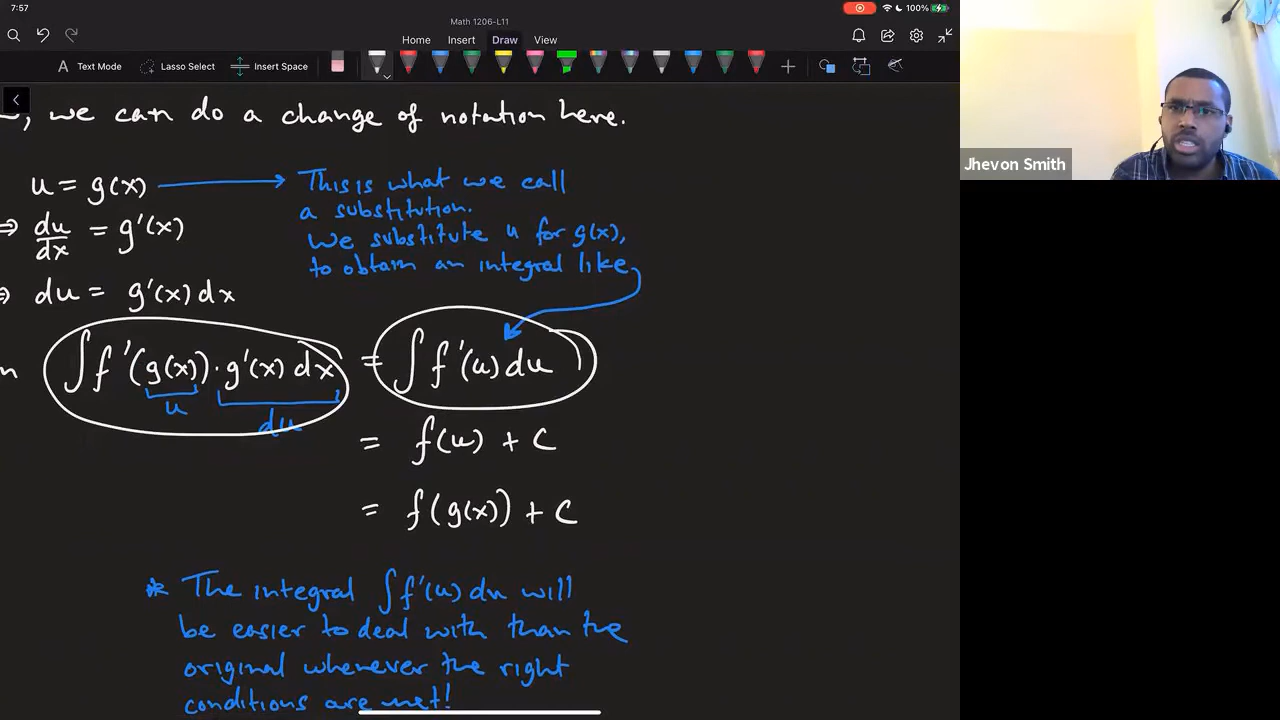 7:57
100%
Math 1206-L11
Home Insert Draw View
Text Mode Lasso Select Insert Space
, we can do a change of notation here.
u = g(x) → This is what we call
a substitution.
⇒ du/dx = g'(x)
We substitute u for g(x),
to obtain an integral like
⇒ du = g'(x) dx
∫ f'(g(x)) · g'(x) dx = ∫ f'(u) du
u du
= f(u) + C
= f(g(x)) + C
* The integral ∫ f'(u) du will
be easier to deal with than the
original whenever the right
conditions are met!
Jhevon Smith